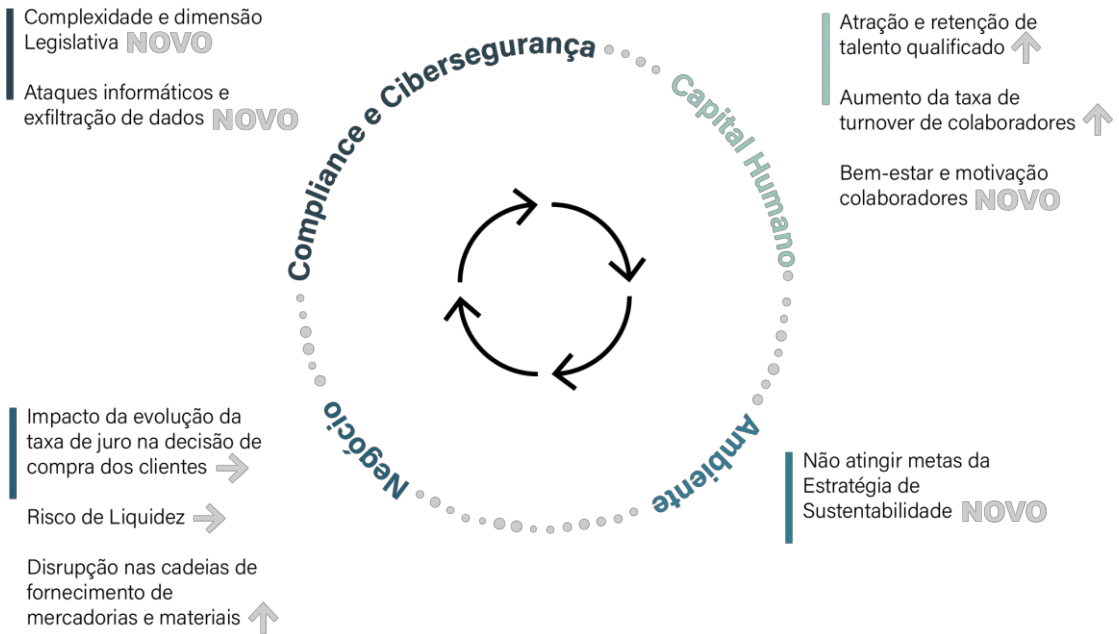 Complexidade e dimensão
Legislativa NOVO
Ataques informáticos e
exfiltração de dados NOVO
Compliance e Cibersegurança
Capital Humano
Atração e retenção de
talento qualificado
Aumento da taxa de
turnover de colaboradores
Bem-estar e motivação
colaboradores NOVO
Negócio
Impacto da evolução da
taxa de juro na decisão de
compra dos clientes
Risco de Liquidez
Disrupção nas cadeias de
fornecimento de
mercadorias e materiais
Ambiente
Não atingir metas da
Estratégia de
Sustentabilidade NOVO